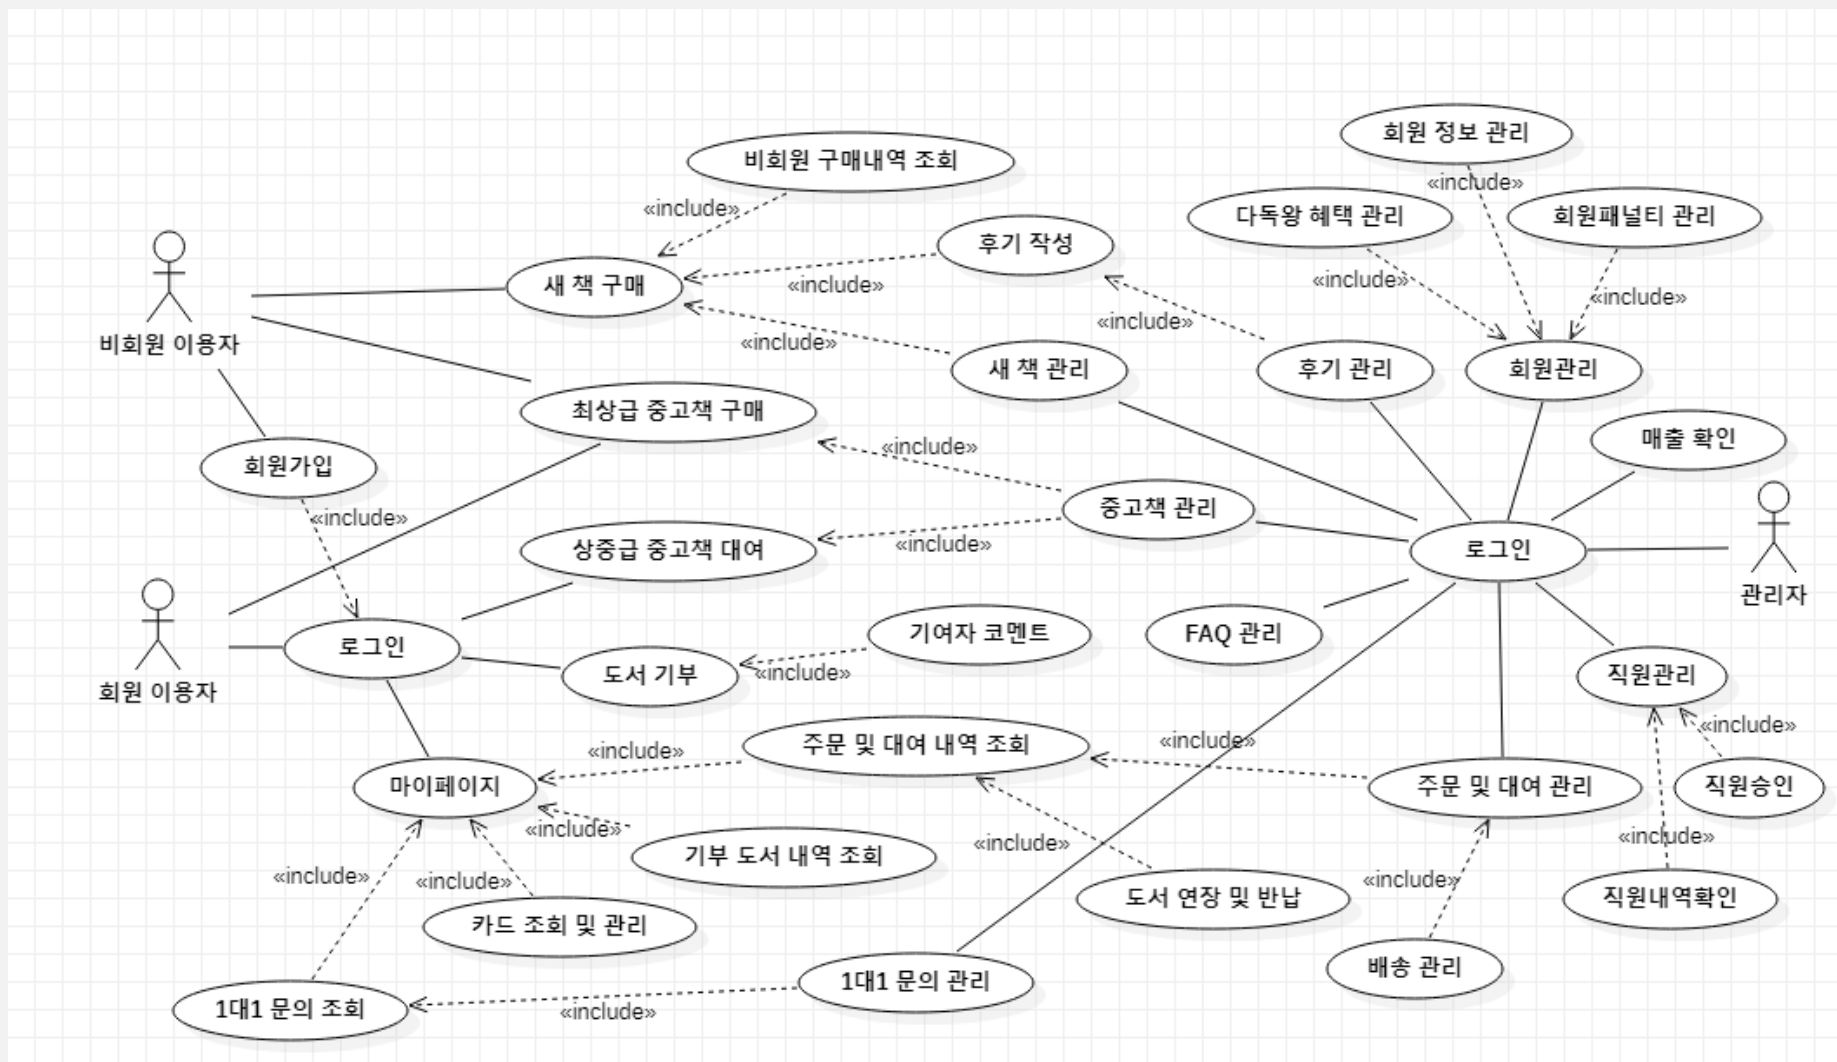 회원 정보 관리
비회원 구매내역 조회
«include»
«include»
다독왕 혜택 관리
회원패널티 관리
후기 작성
새 책 구매
«include»
«include»
«include»
«include»
«include»
비회원 이용자
새 책 관리
후기 관리
회원관리
최상급 중고책 구매
매출 확인
«include»
회원가입
«include»
중고책 관리
상중급 중고책 대여
«include»
로그인
관리자
기여자 코멘트
FAQ 관리
로그인
도서 기부
«include»
직원관리
회원 이용자
«include»
주문 및 대여 내역 조회
«include»
«include»
마이페이지
주문 및 대여 관리
직원승인
«include»
«include»
«include»
기부 도서 내역 조회
«include»
«include»
«include»
도서 연장 및 반납
직원내역확인
카드 조회 및 관리
배송 관리
1대1 문의 관리
1대1 문의 조회
«include»